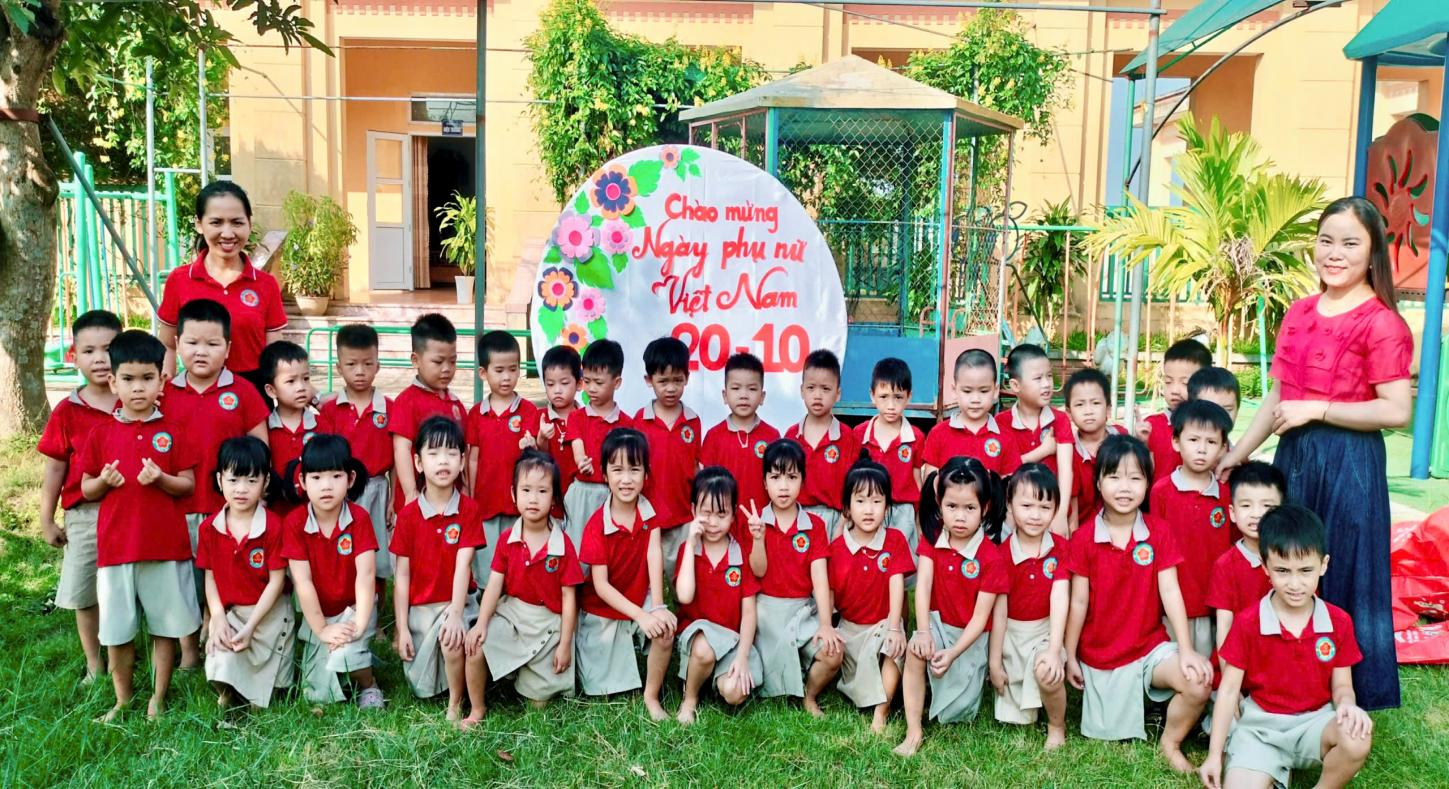 Chào mừng
Ngày phụ nữ
Việt Nam
20-10